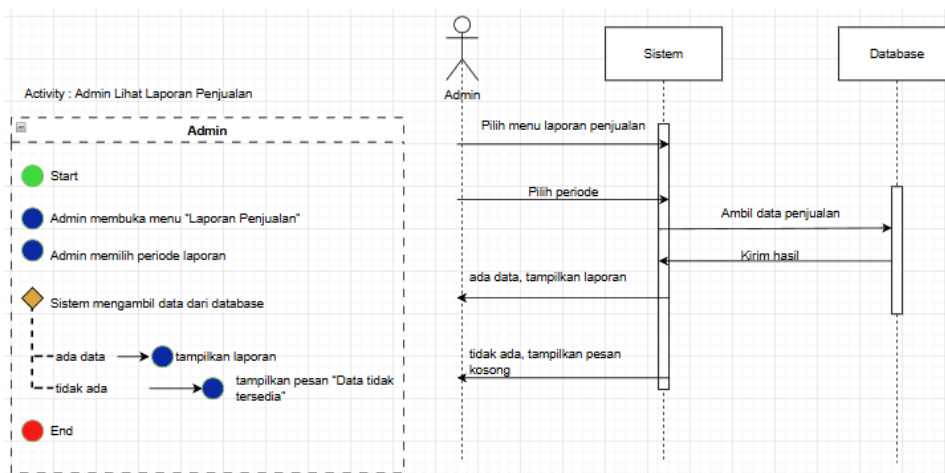 Activity : Admin Lihat Laporan Penjualan
Admin
Start
Admin membuka menu "Laporan Penjualan"
Admin memilih periode laporan
Sistem mengambil data dari database
ada data
tampilkan laporan
tidak ada
tampilkan pesan "Data tidak
tersedia"
End
Admin
Sistem
Database
Pilih menu laporan penjualan
Pilih periode
Ambil data penjualan
Kirim hasil
ada data, tampilkan laporan
tidak ada, tampilkan pesan
kosong